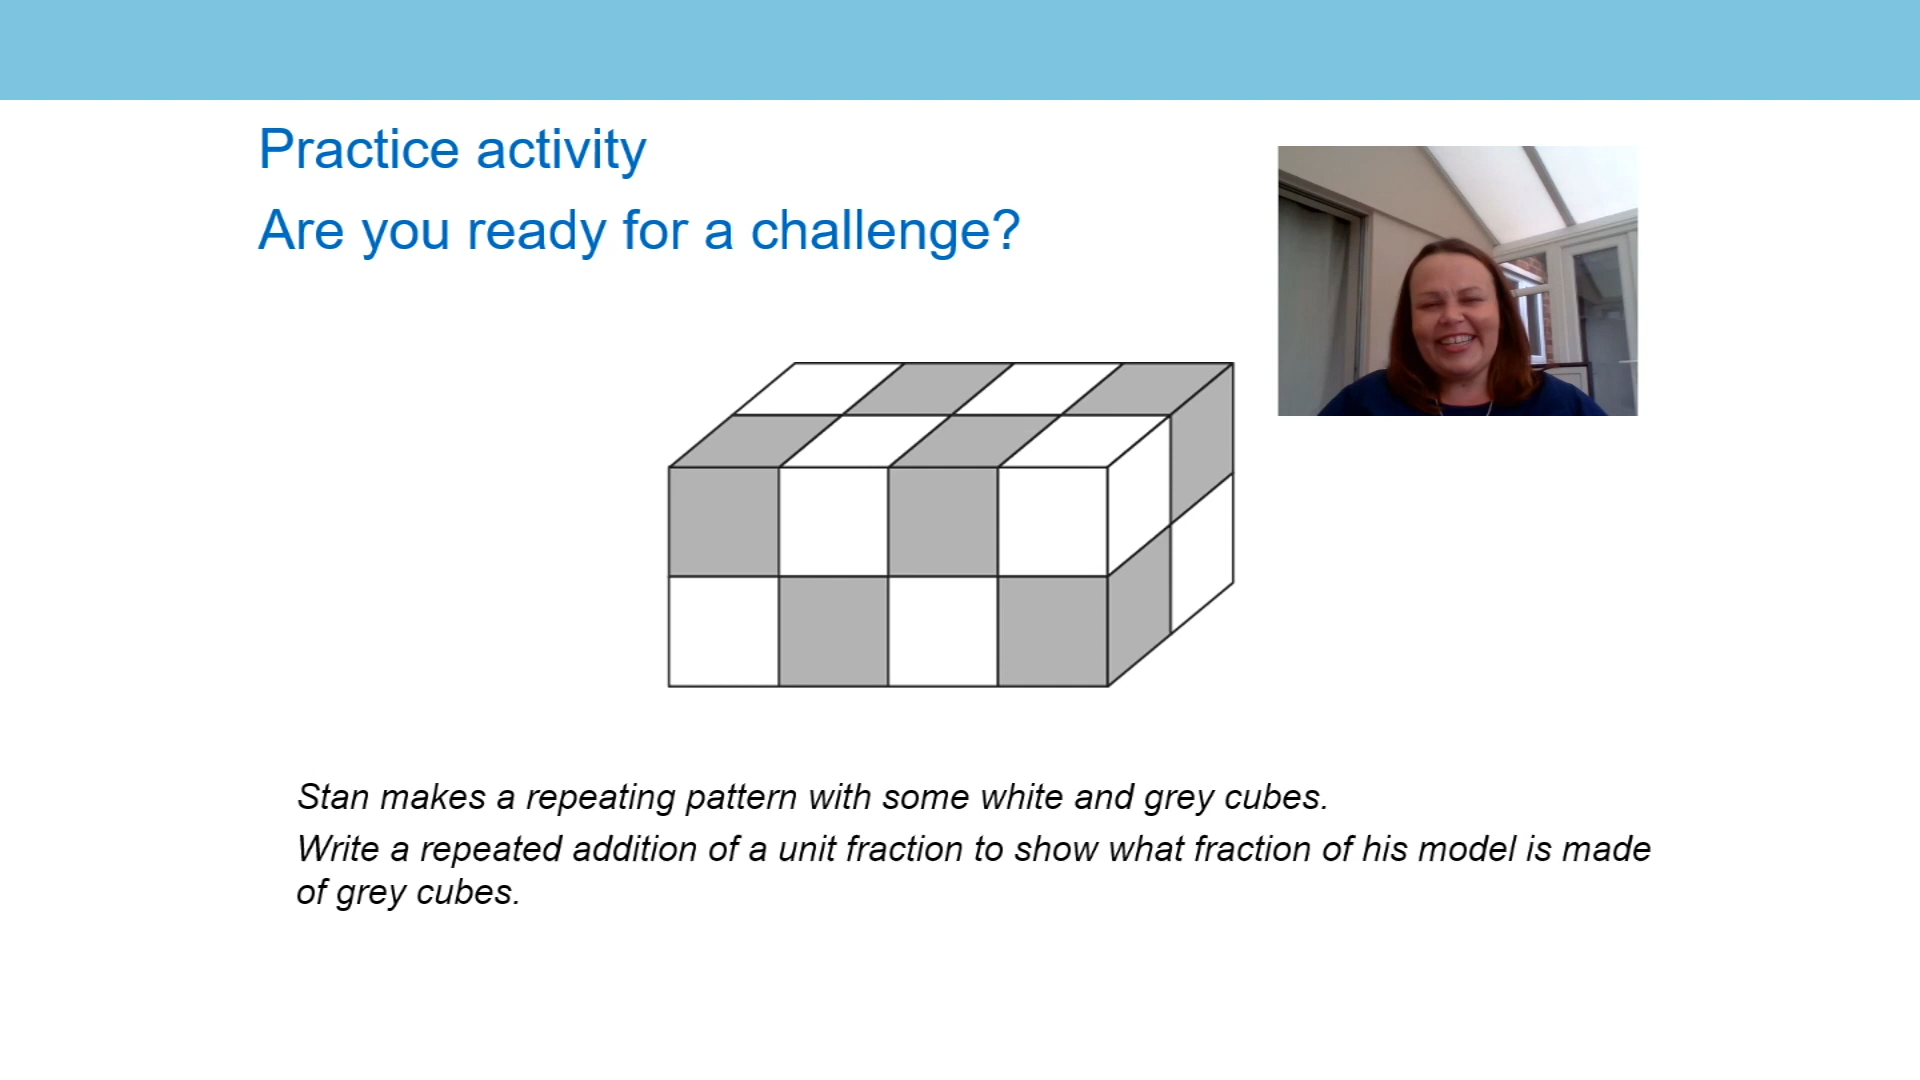 Practice activity
Are you ready for a challenge?
Stan makes a repeating pattern with some white and grey cubes.
Write a repeated addition of a unit fraction to show what fraction of his model is made
of grey cubes.